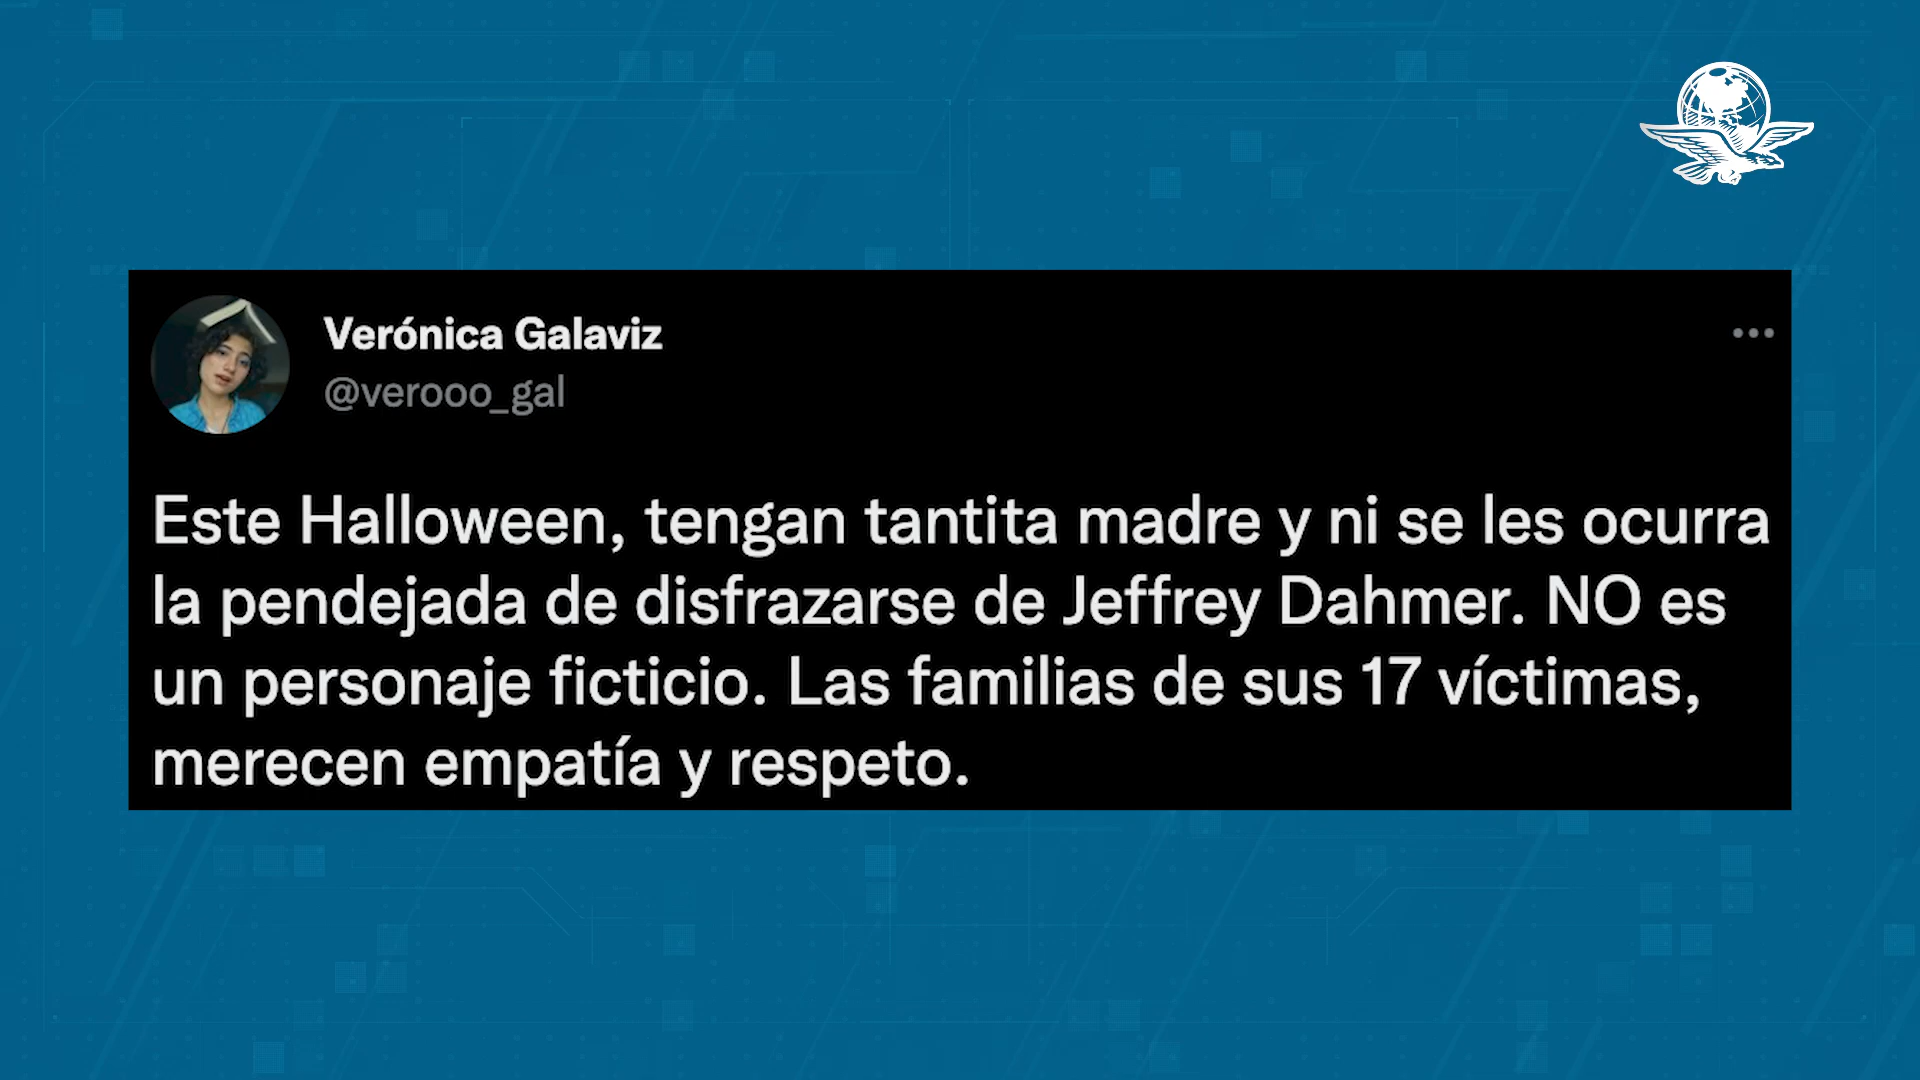 Verónica Galaviz
@verooo_gal
Este Halloween, tengan tantita madre y ni se les ocurra
la pendejada de disfrazarse de Jeffrey Dahmer. NO es
un personaje ficticio. Las familias de sus 17 víctimas,
merecen empatía y respeto.